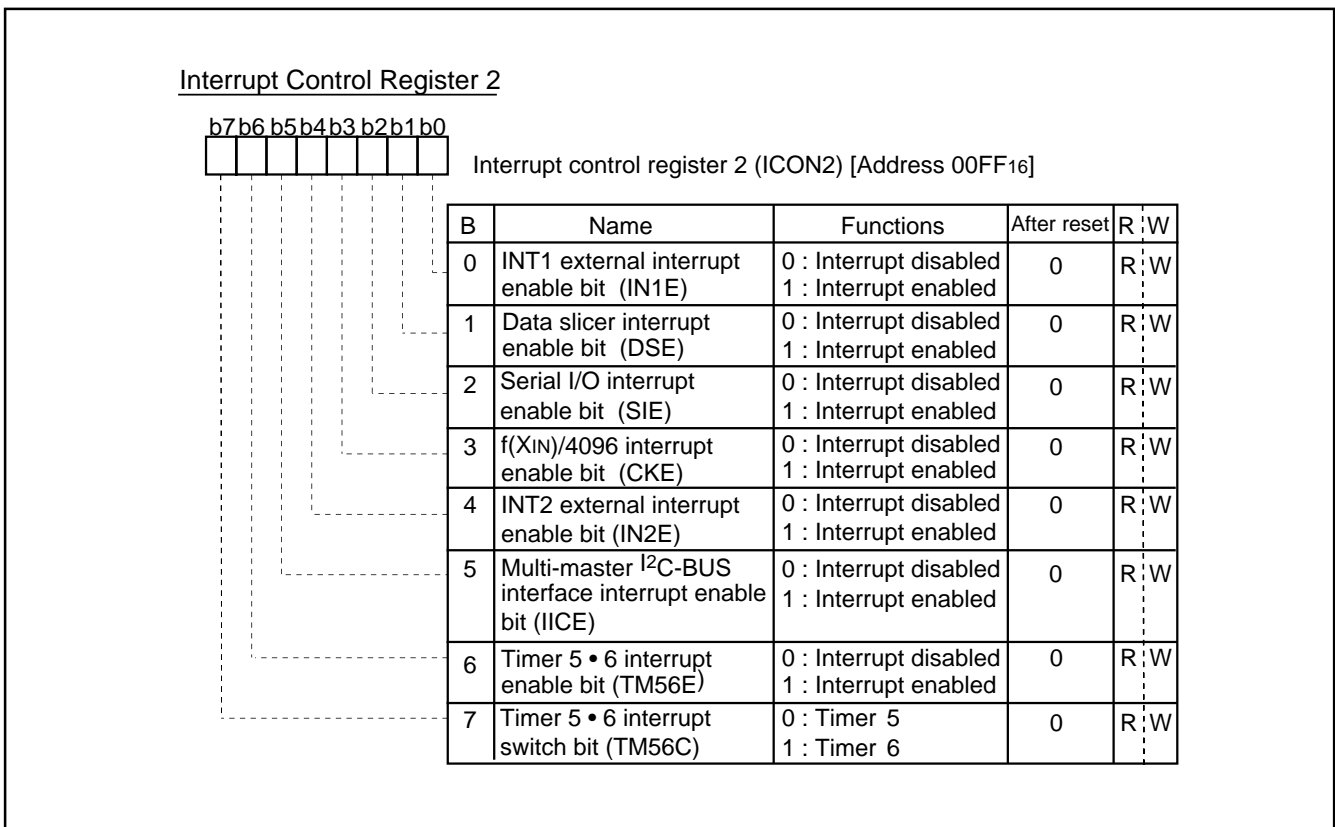 Interrupt Control Register 2
b7 b6 b5 b4 b3 b2 b1 b0
Interrupt control register 2 (ICON2) [Address 00FF16]
B Name Functions After reset R W
0 INT1 external interrupt enable bit (IN1E) 0 : Interrupt disabled 1 : Interrupt enabled 0 R W
1 Data slicer interrupt enable bit (DSE) 0 : Interrupt disabled 1 : Interrupt enabled 0 R W
2 Serial I/O interrupt enable bit (SIE) 0 : Interrupt disabled 1 : Interrupt enabled 0 R W
3 f(XIN)/4096 interrupt enable bit (CKE) 0 : Interrupt disabled 1 : Interrupt enabled 0 R W
4 INT2 external interrupt enable bit (IN2E) 0 : Interrupt disabled 1 : Interrupt enabled 0 R W
5 Multi-master I2C-BUS interface interrupt enable bit (IICE) 0 : Interrupt disabled 1 : Interrupt enabled 0 R W
6 Timer 5 • 6 interrupt enable bit (TM56E) 0 : Interrupt disabled 1 : Interrupt enabled 0 R W
7 Timer 5 • 6 interrupt switch bit (TM56C) 0 : Timer 5 1 : Timer 6 0 R W